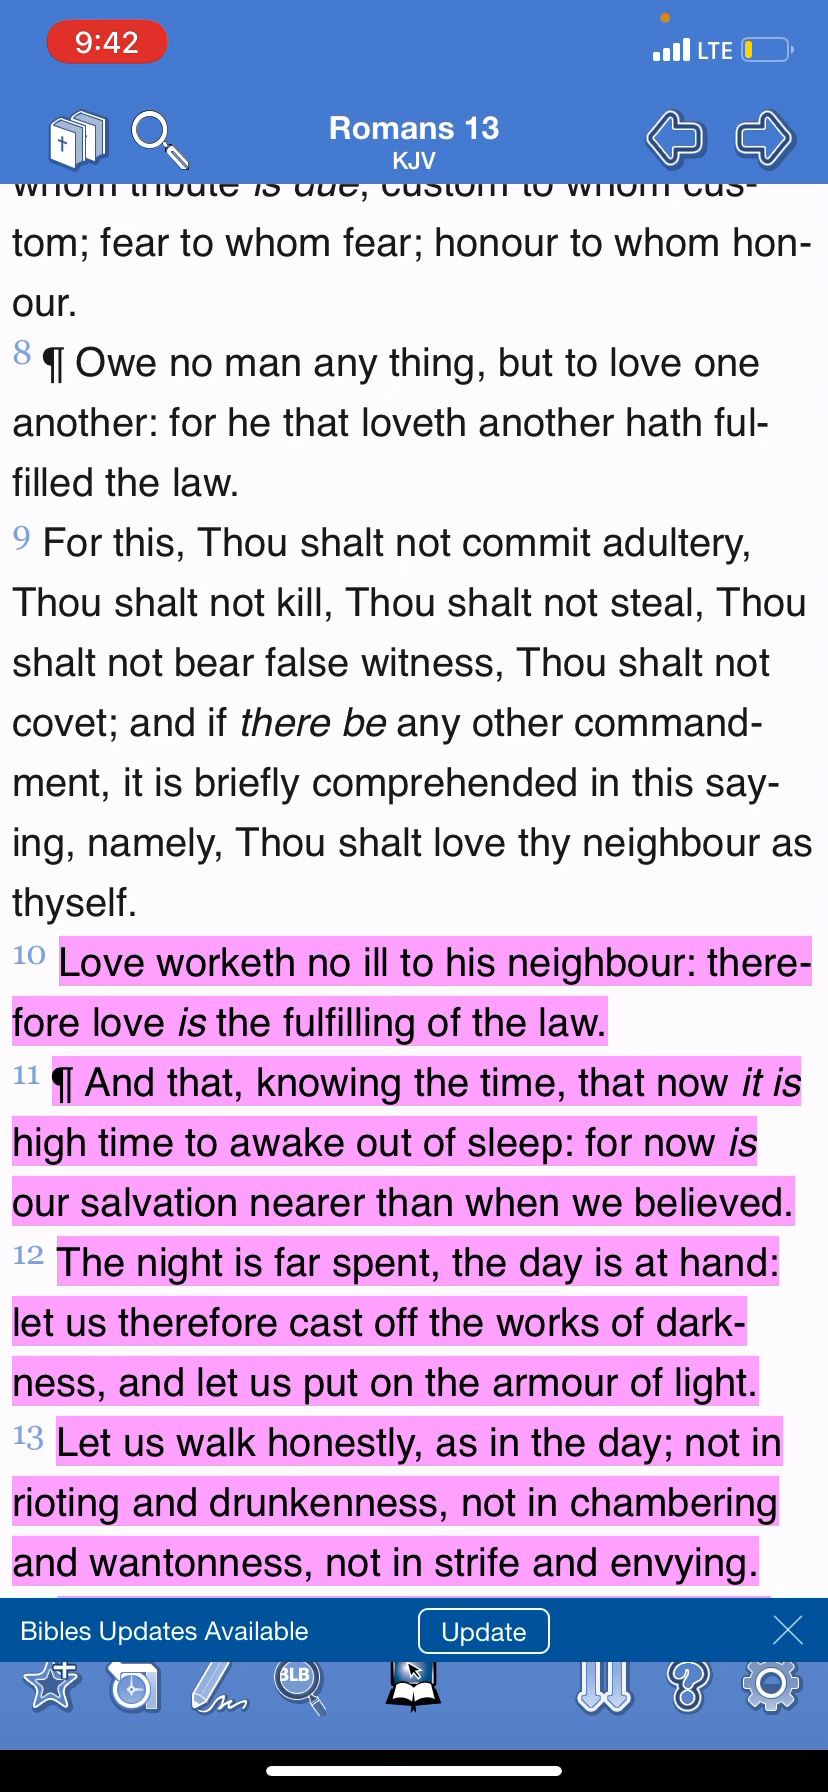 9:42
LTE
Romans 13
KJV
whom tribute is due; custom to whom cus-
tom; fear to whom fear; honour to whom hon-
our.
8 ¶ Owe no man any thing, but to love one
another: for he that loveth another hath ful-
filled the law.
9 For this, Thou shalt not commit adultery,
Thou shalt not kill, Thou shalt not steal, Thou
shalt not bear false witness, Thou shalt not
covet; and if there be any other command-
ment, it is briefly comprehended in this say-
ing, namely, Thou shalt love thy neighbour as
thyself.
10 Love worketh no ill to his neighbour: there-
fore love is the fulfilling of the law.
11 ¶ And that, knowing the time, that now it is
high time to awake out of sleep: for now is
our salvation nearer than when we believed.
12 The night is far spent, the day is at hand:
let us therefore cast off the works of dark-
ness, and let us put on the armour of light.
13 Let us walk honestly, as in the day; not in
rioting and drunkenness, not in chambering
and wantonness, not in strife and envying.
Bibles Updates Available
Update
BLB